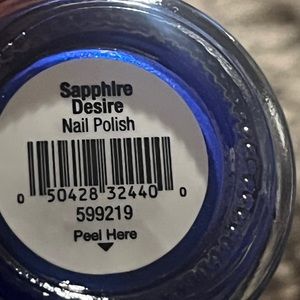 Sapphire
Desire
Nail Polish
0 50428 32440 0
599219
Peel Here